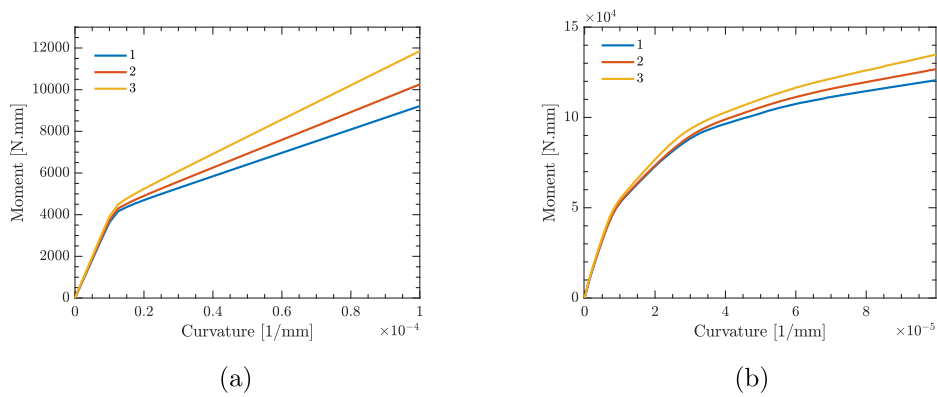 12000
10000
8000
6000
4000
2000
0
Moment [N.mm]
1
2
3
0 0.2 0.4 0.6 0.8 1
Curvature [1/mm] ×10⁻⁴
(a)
×10⁴
15
10
5
0
Moment [N.mm]
1
2
3
0 2 4 6 8
Curvature [1/mm] ×10⁻⁵
(b)